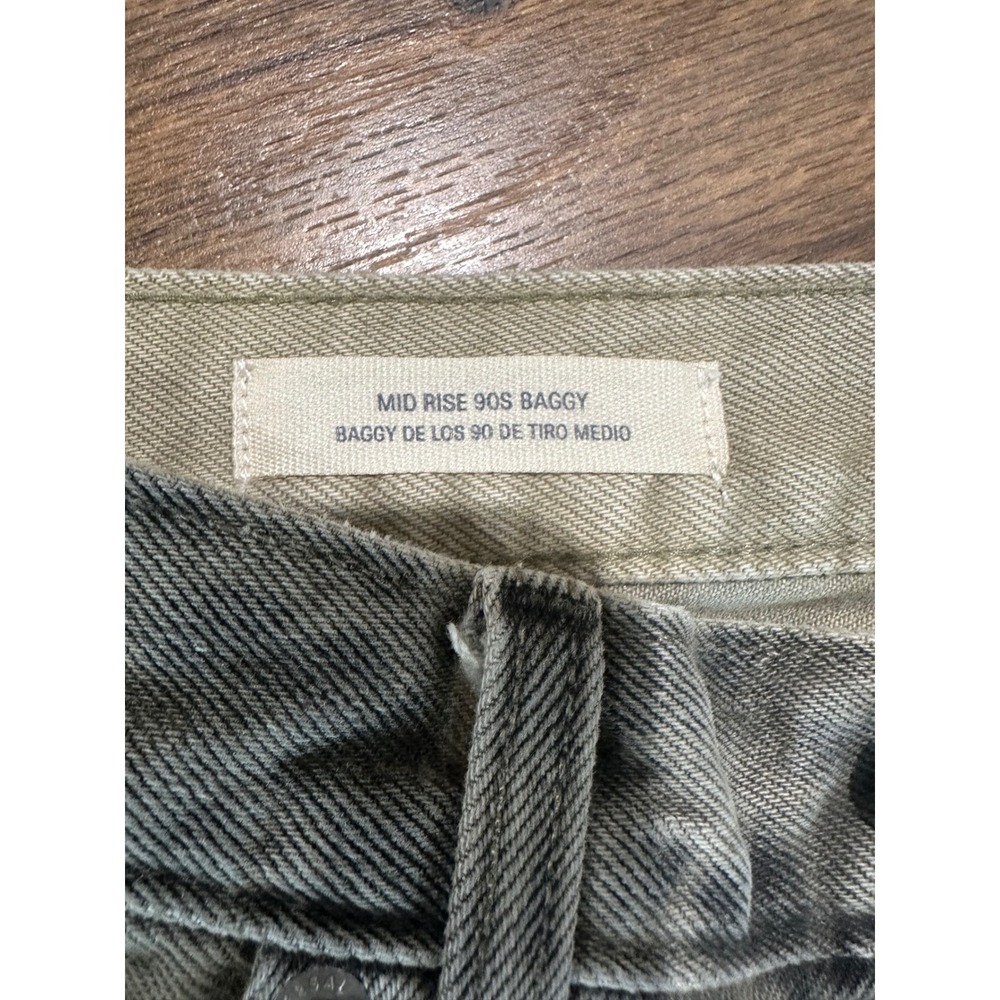 MID RISE 90S BAGGY
BAGGY DE LOS 90 DE TIRO MEDIO